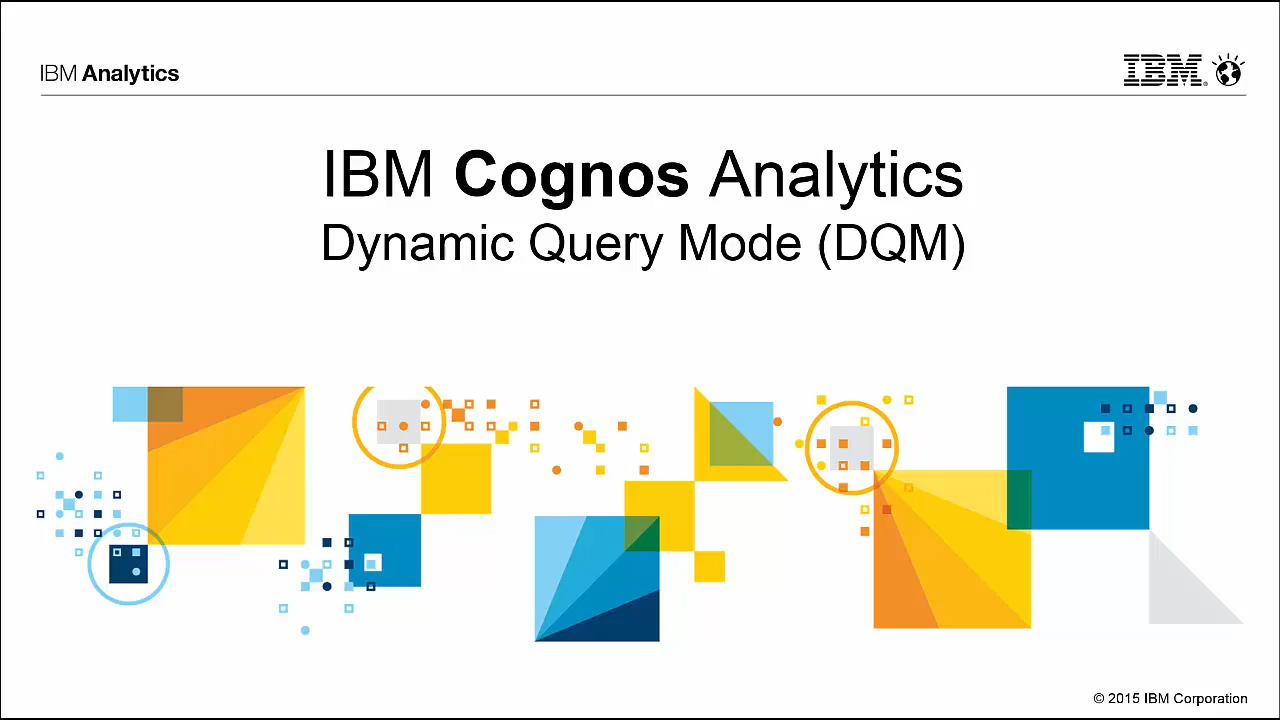 IBM Analytics
IBM®
IBM Cognos Analytics
Dynamic Query Mode (DQM)
© 2015 IBM Corporation